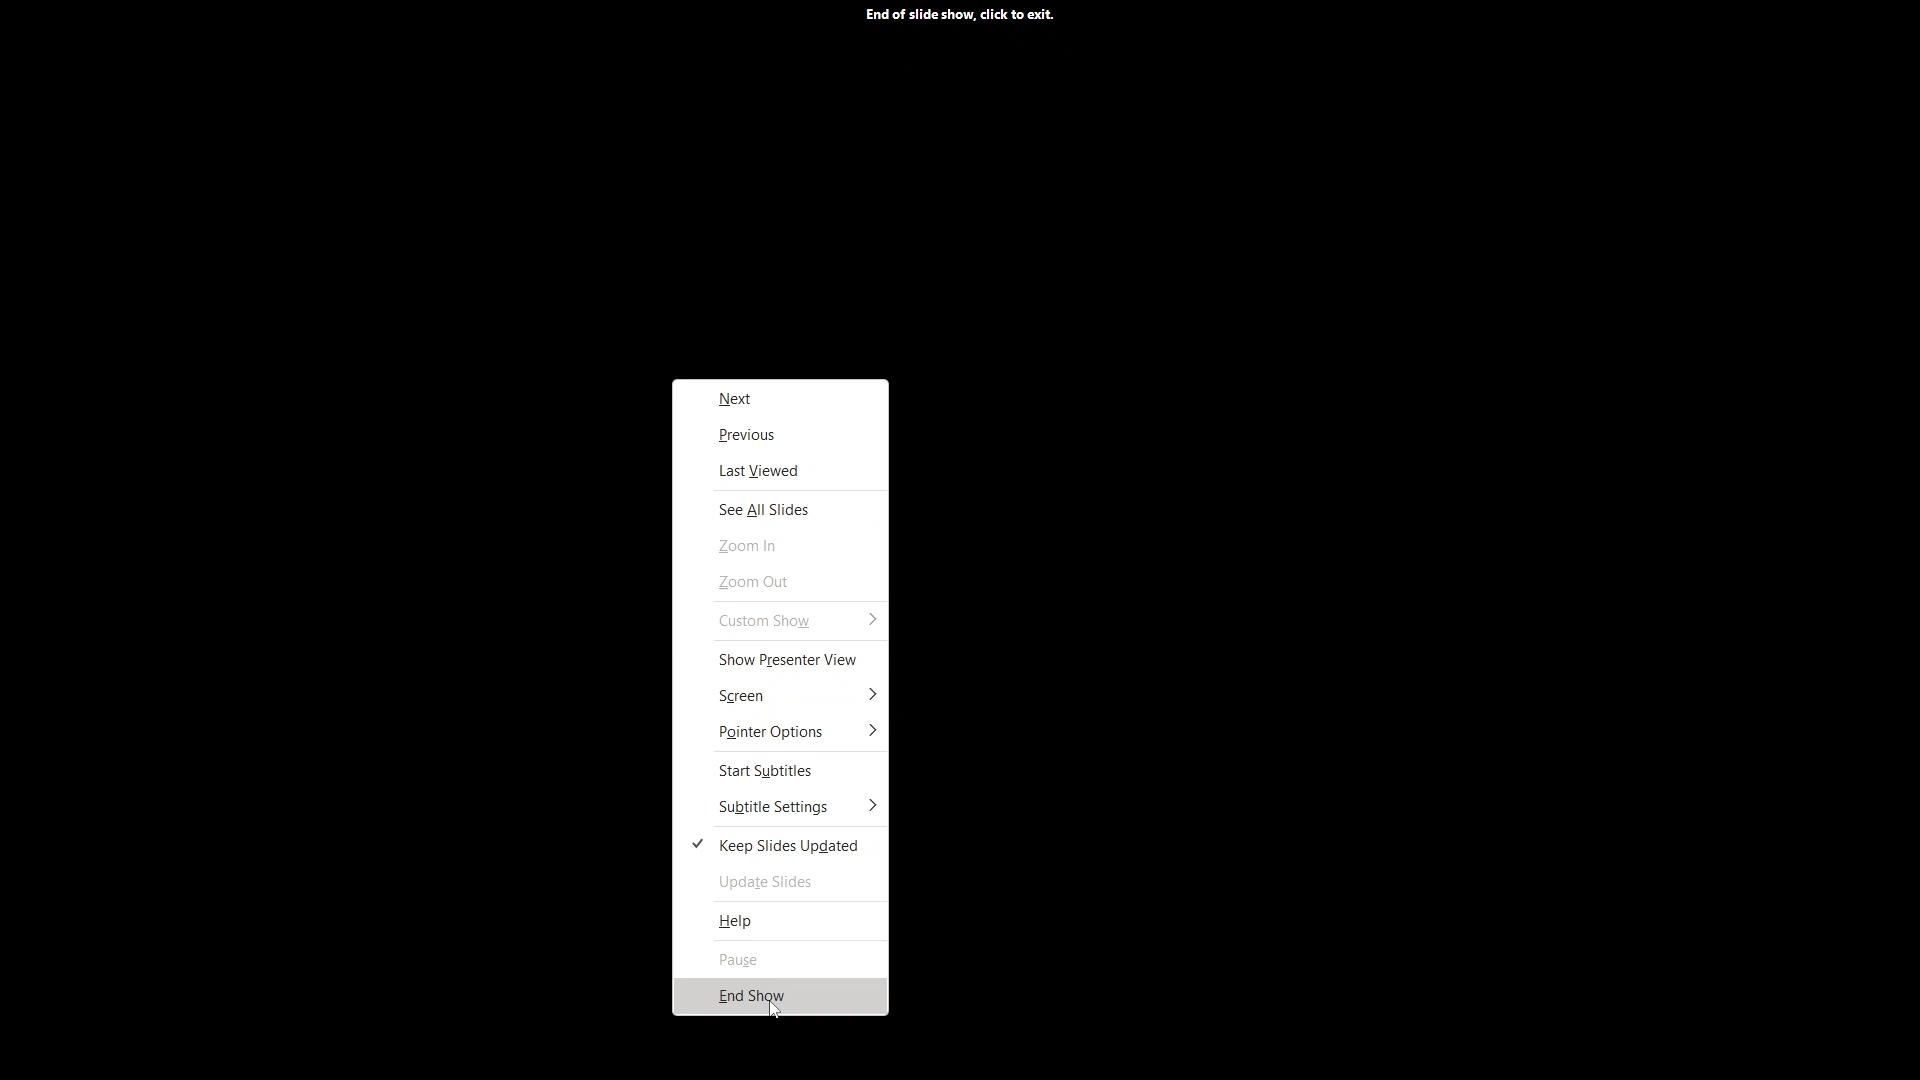 End of slide show, click to exit.
Next
Previous
Last Viewed
See All Slides
Zoom In
Zoom Out
Custom Show
Show Presenter View
Screen
Pointer Options
Start Subtitles
Subtitle Settings
Keep Slides Updated
Update Slides
Help
Pause
End Show